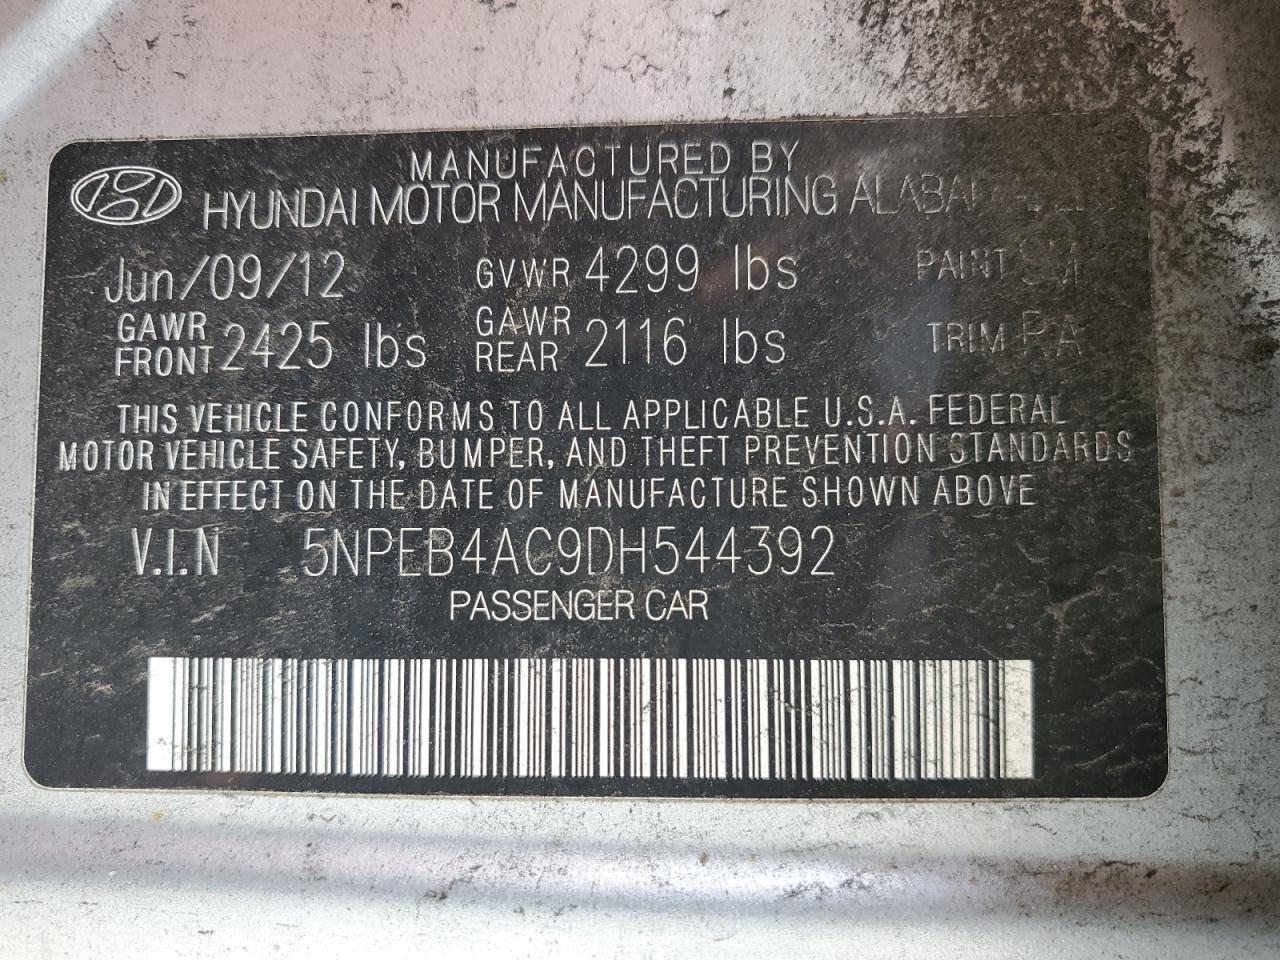 MANUFACTURED BY
HYUNDAI MOTOR MANUFACTURING
Jun/09/12 GVWR 4299 lbs PAINT SM
GAWR FRONT 2425 lbs GAWR REAR 2116 lbs TRIM RA
THIS VEHICLE CONFORMS TO ALL APPLICABLE U.S.A. FEDERAL
MOTOR VEHICLE SAFETY, BUMPER, AND THEFT PREVENTION STANDARDS
IN EFFECT ON THE DATE OF MANUFACTURE SHOWN ABOVE
V.I.N 5NPEB4AC9DH544392
PASSENGER CAR